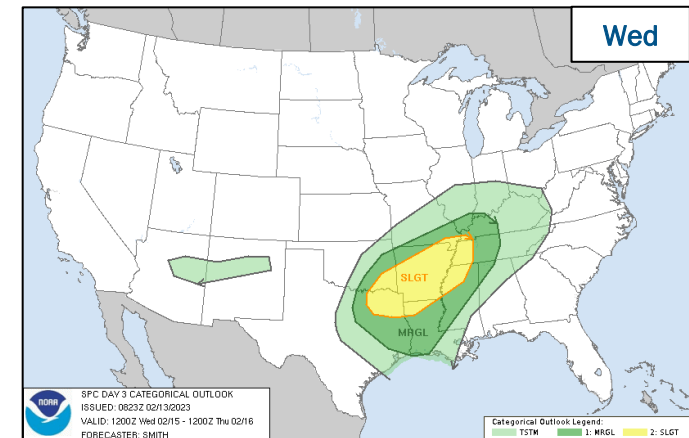 Wed
SLGT
MRGL
NOAA
SPC DAY 3 CATEGORICAL OUTLOOK
ISSUED: 0823Z 02/13/2023
VALID: 1200Z Wed 02/15 - 1200Z Thu 02/16
FORECASTER: SMITH
Categorical Outlook Legend:
TSTM 1: MRGL 2: SLGT